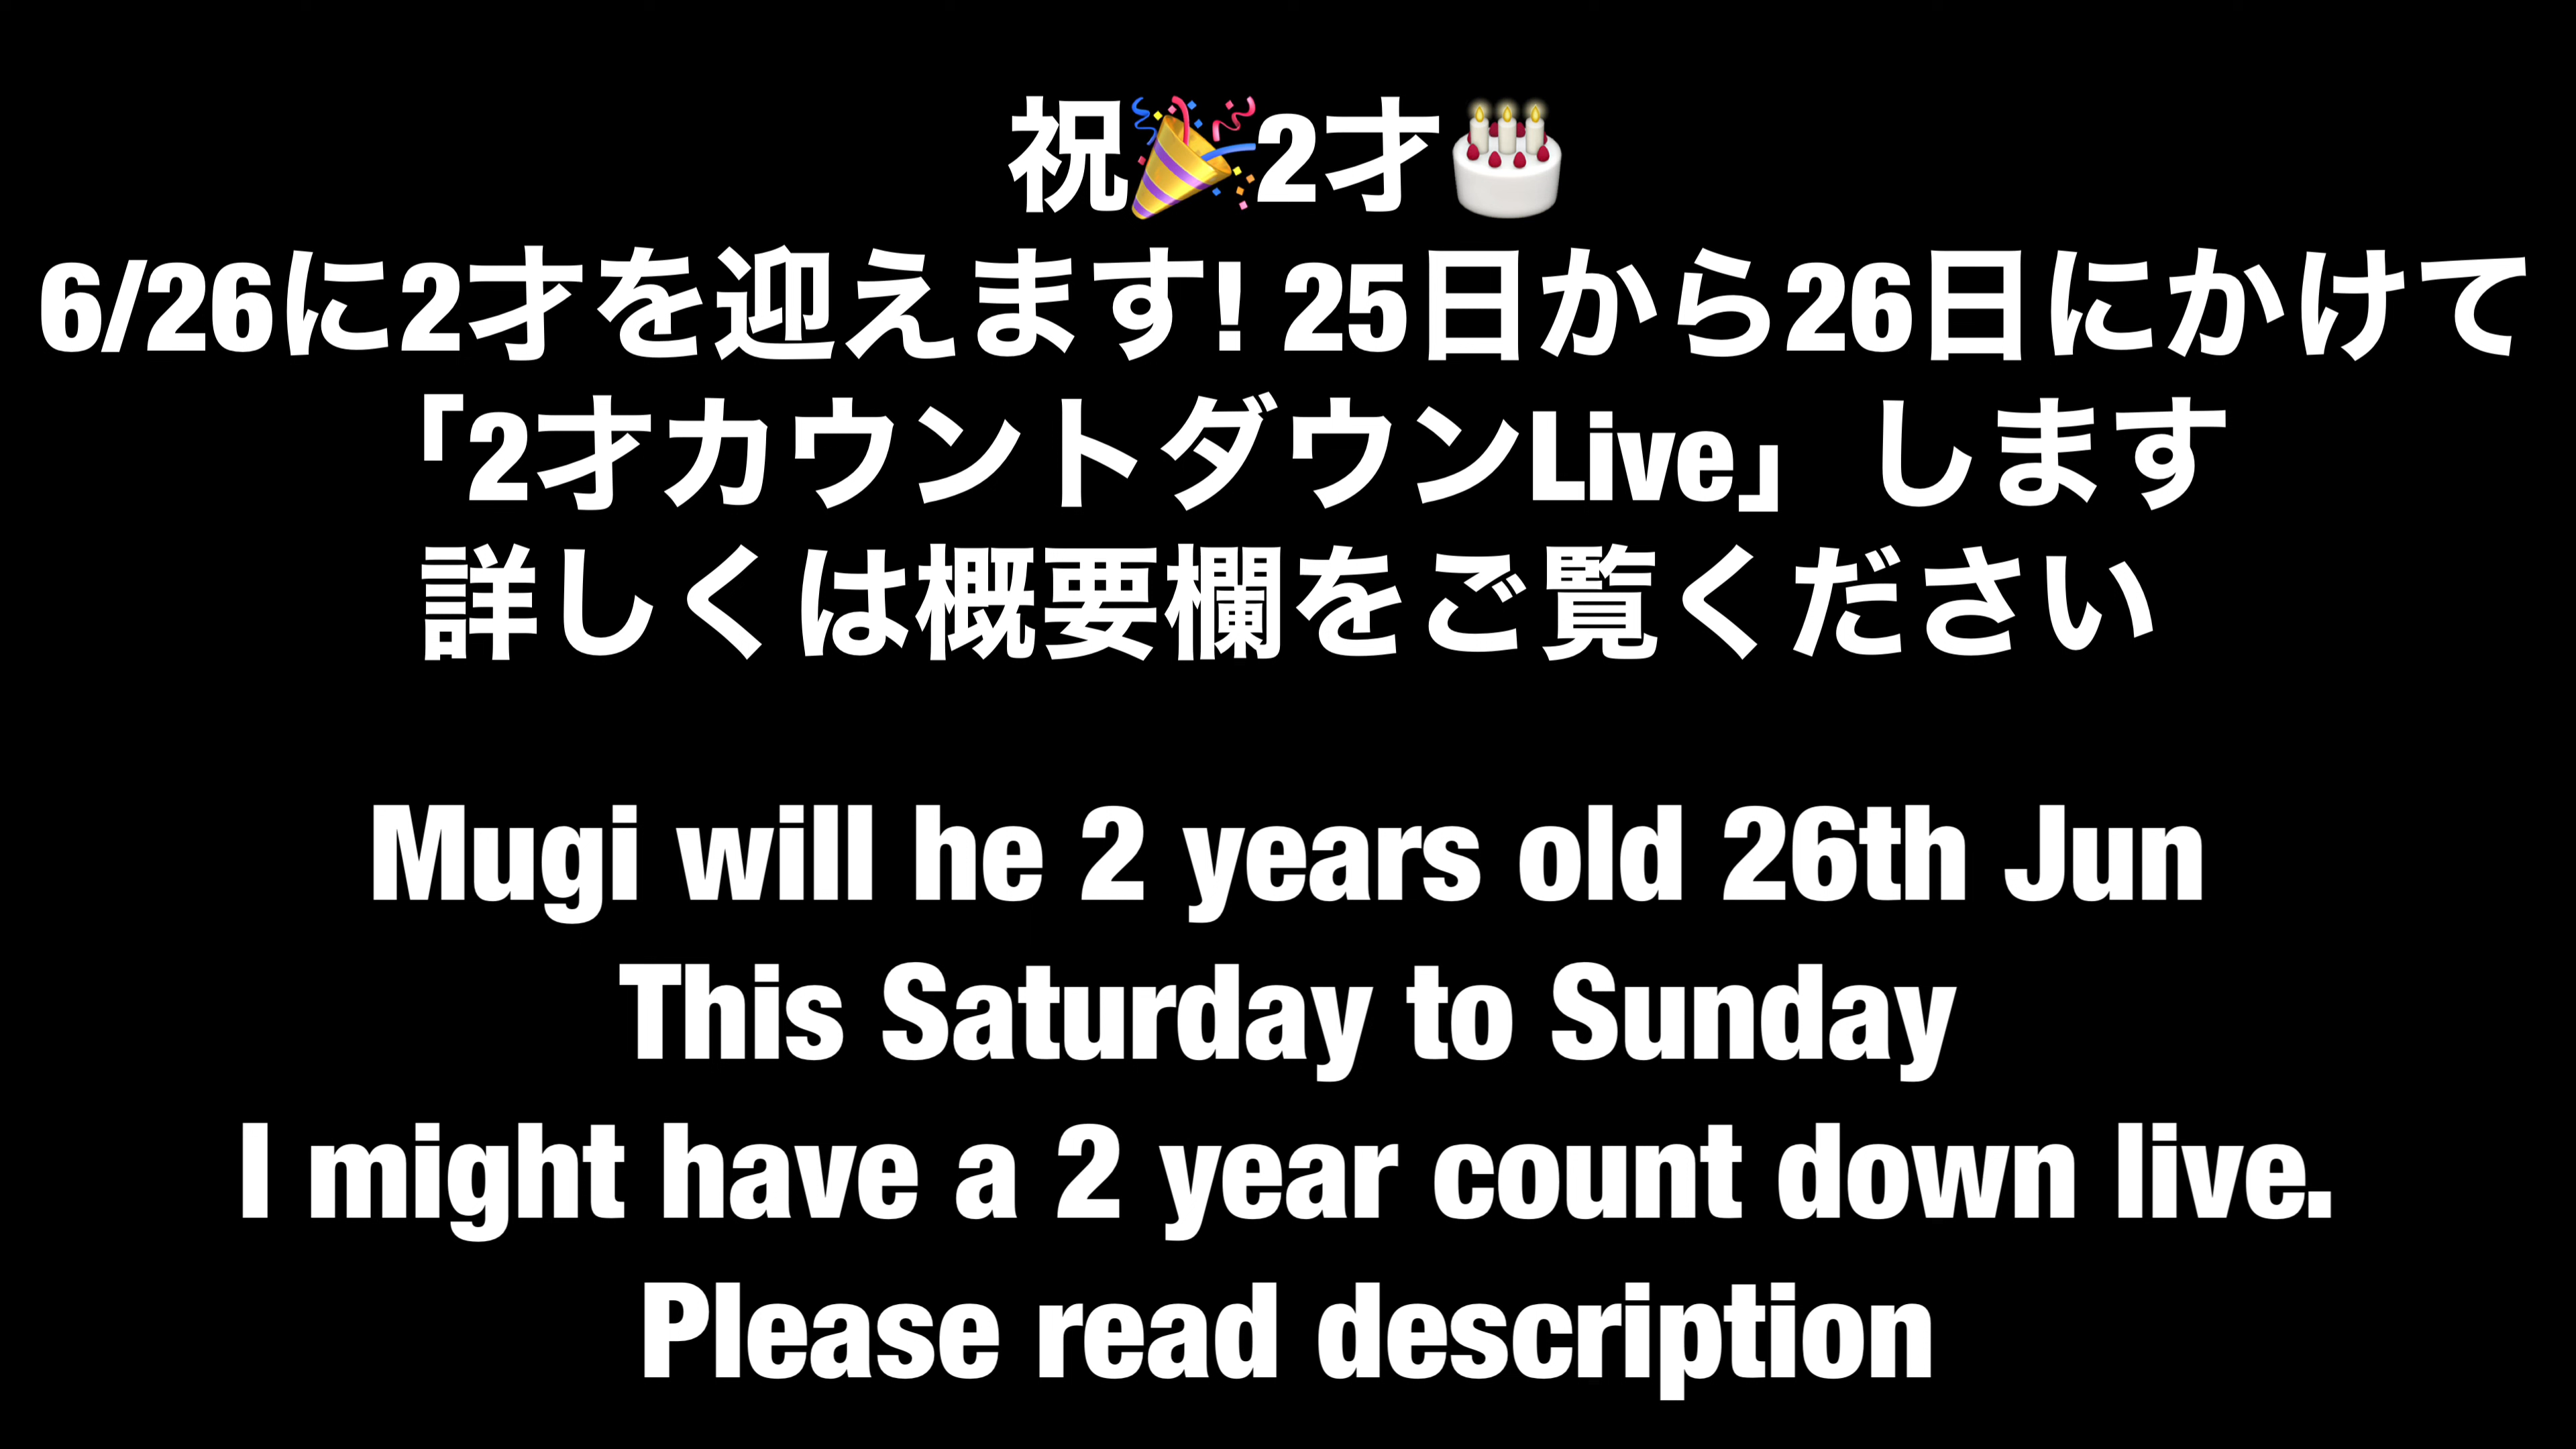 祝🎉2才🎂
6/26に2才を迎えます! 25日から26日にかけて
「2才カウントダウンLive」します
詳しくは概要欄をご覧ください
Mugi will he 2 years old 26th Jun
This Saturday to Sunday
I might have a 2 year count down live.
Please read description